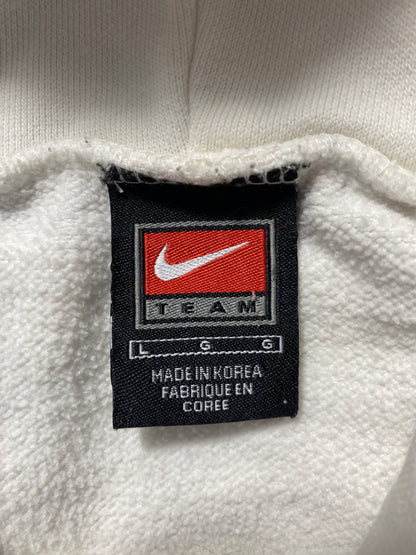 TEAM
L G G
MADE IN KOREA
FABRIQUE EN
COREE